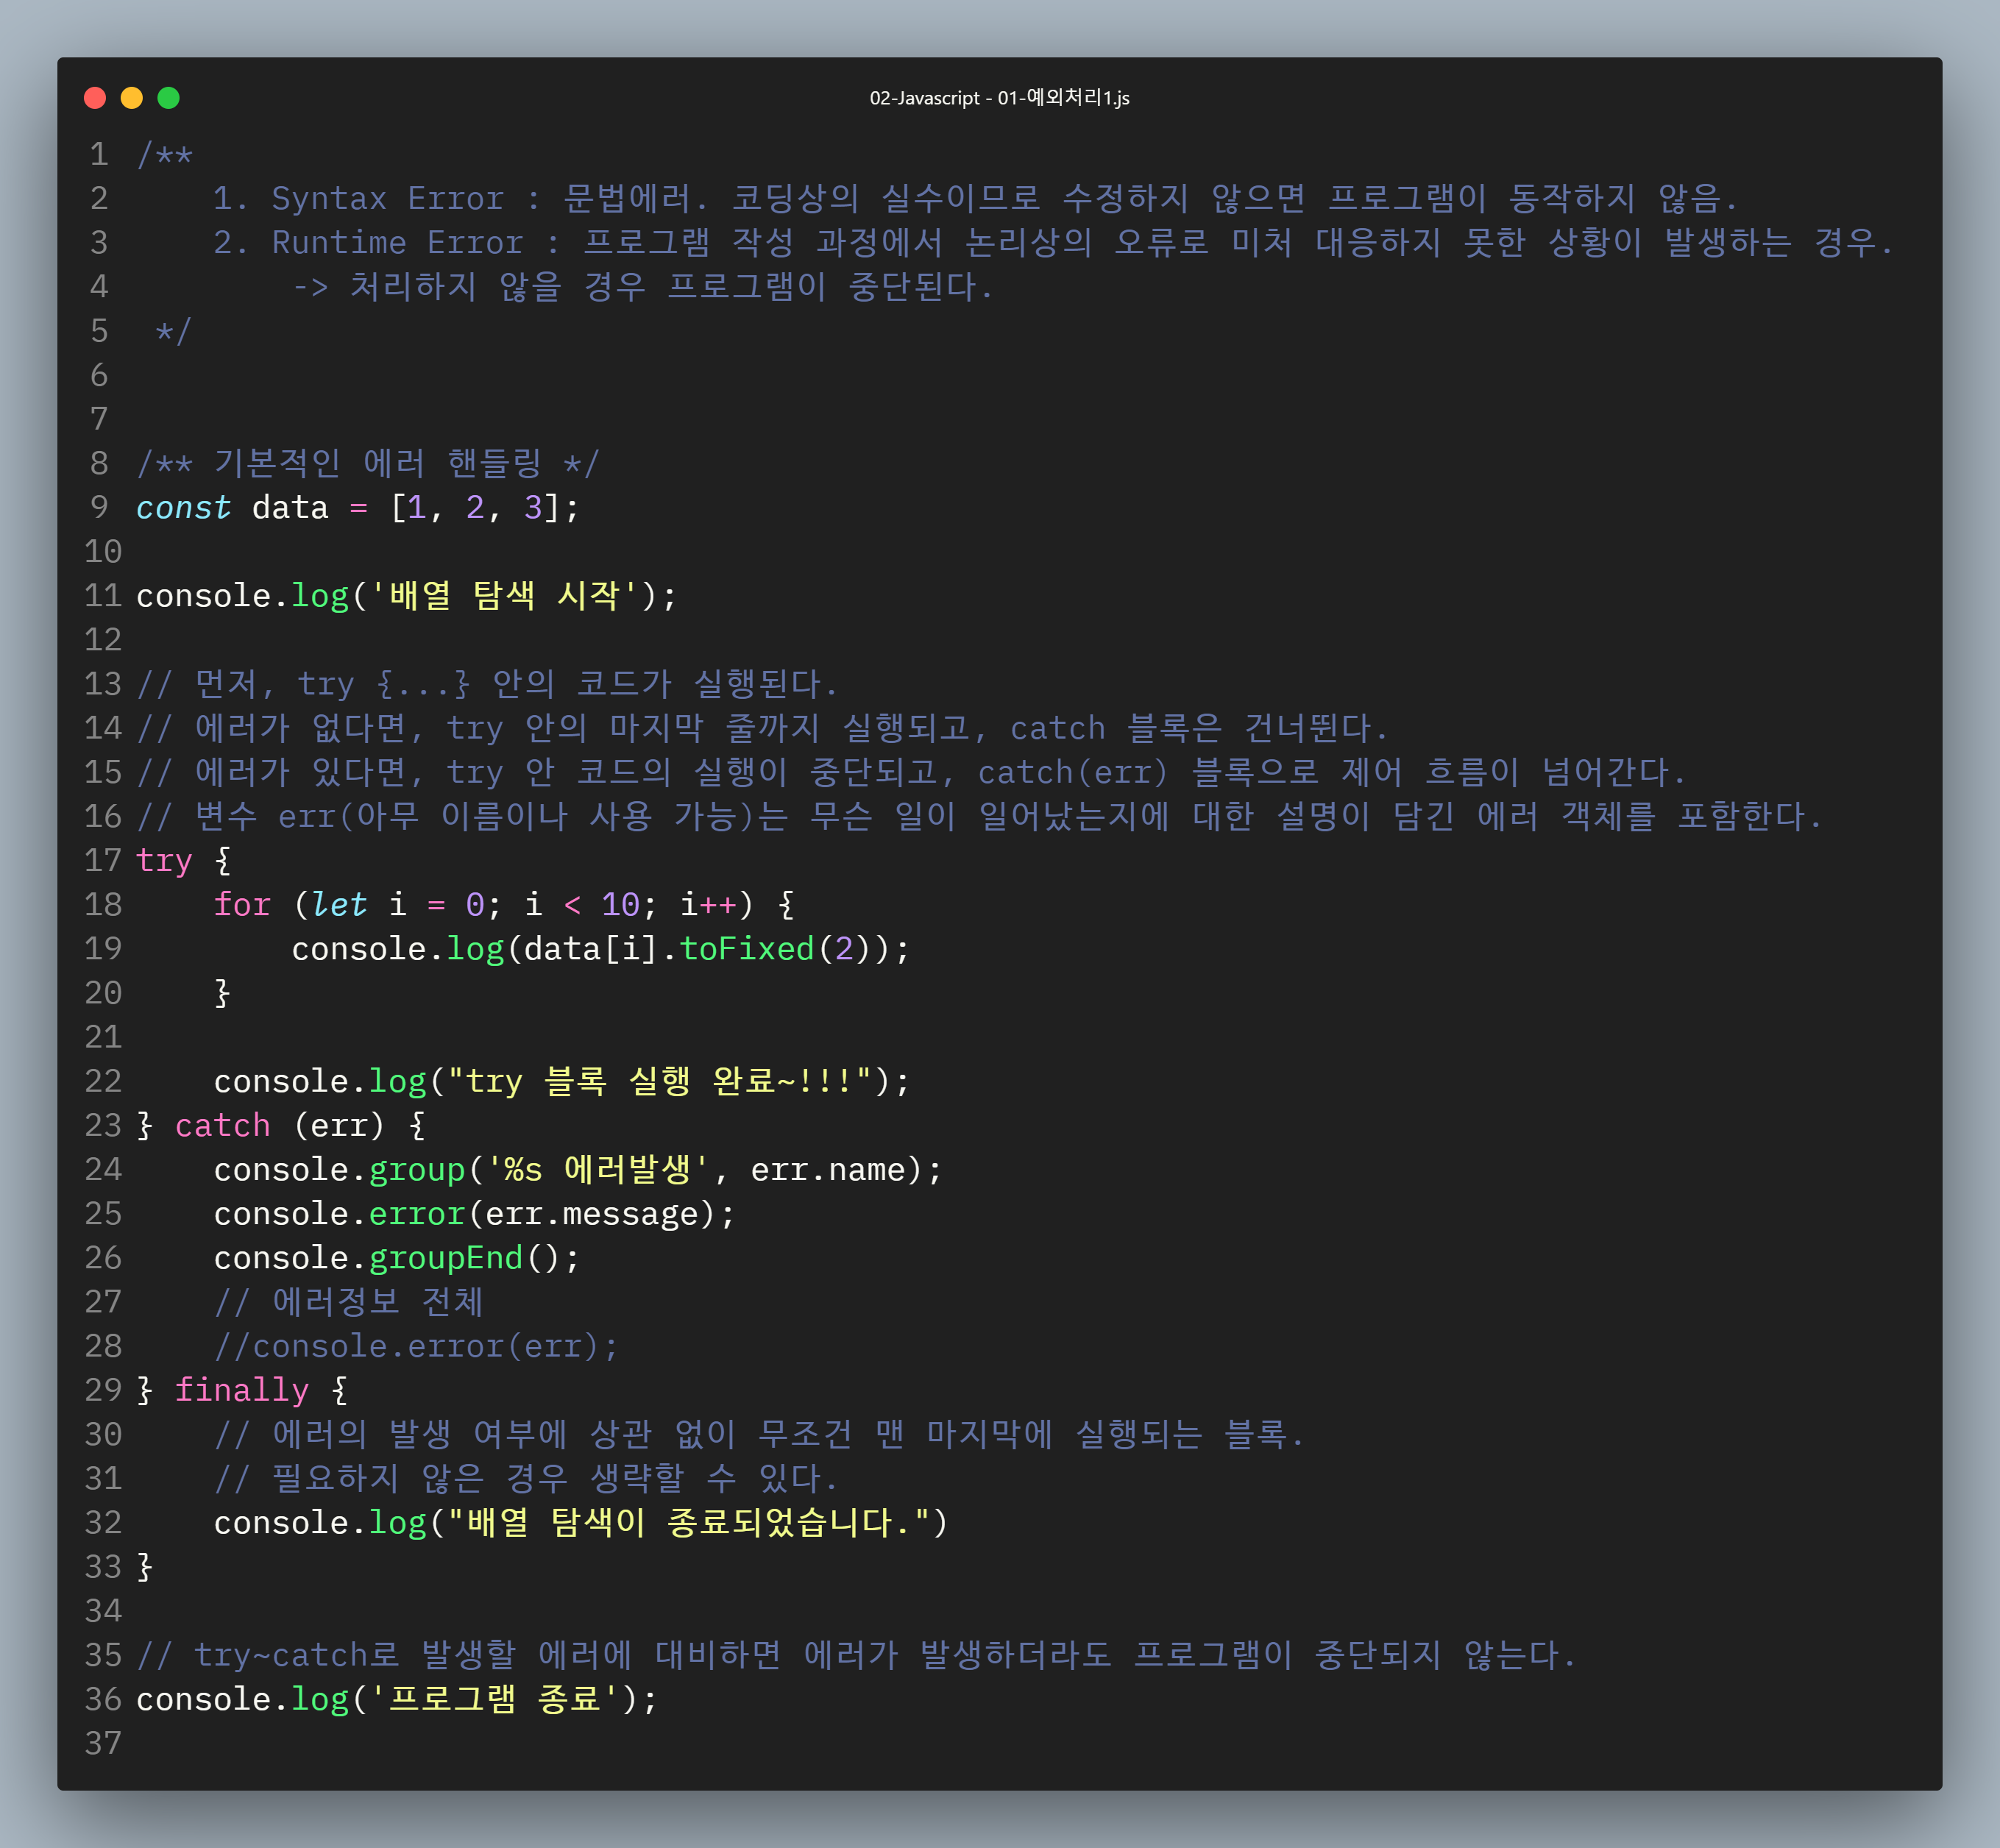 02-Javascript - 01-예외처리1.js
1 /**
2     1. Syntax Error : 문법에러. 코딩상의 실수이므로 수정하지 않으면 프로그램이 동작하지 않음.
3     2. Runtime Error : 프로그램 작성 과정에서 논리상의 오류로 미처 대응하지 못한 상황이 발생하는 경우.
4         -> 처리하지 않을 경우 프로그램이 중단된다.
5  */
6
7
8 /** 기본적인 에러 핸들링 */
9 const data = [1, 2, 3];
10
11 console.log('배열 탐색 시작');
12
13 // 먼저, try {...} 안의 코드가 실행된다.
14 // 에러가 없다면, try 안의 마지막 줄까지 실행되고, catch 블록은 건너뛴다.
15 // 에러가 있다면, try 안 코드의 실행이 중단되고, catch(err) 블록으로 제어 흐름이 넘어간다.
16 // 변수 err(아무 이름이나 사용 가능)는 무슨 일이 일어났는지에 대한 설명이 담긴 에러 객체를 포함한다.
17 try {
18     for (let i = 0; i < 10; i++) {
19         console.log(data[i].toFixed(2));
20     }
21
22     console.log("try 블록 실행 완료~!!!");
23 } catch (err) {
24     console.group('%s 에러발생', err.name);
25     console.error(err.message);
26     console.groupEnd();
27     // 에러정보 전체
28     //console.error(err);
29 } finally {
30     // 에러의 발생 여부에 상관 없이 무조건 맨 마지막에 실행되는 블록.
31     // 필요하지 않은 경우 생략할 수 있다.
32     console.log("배열 탐색이 종료되었습니다.")
33 }
34
35 // try~catch로 발생할 에러에 대비하면 에러가 발생하더라도 프로그램이 중단되지 않는다.
36 console.log('프로그램 종료');
37